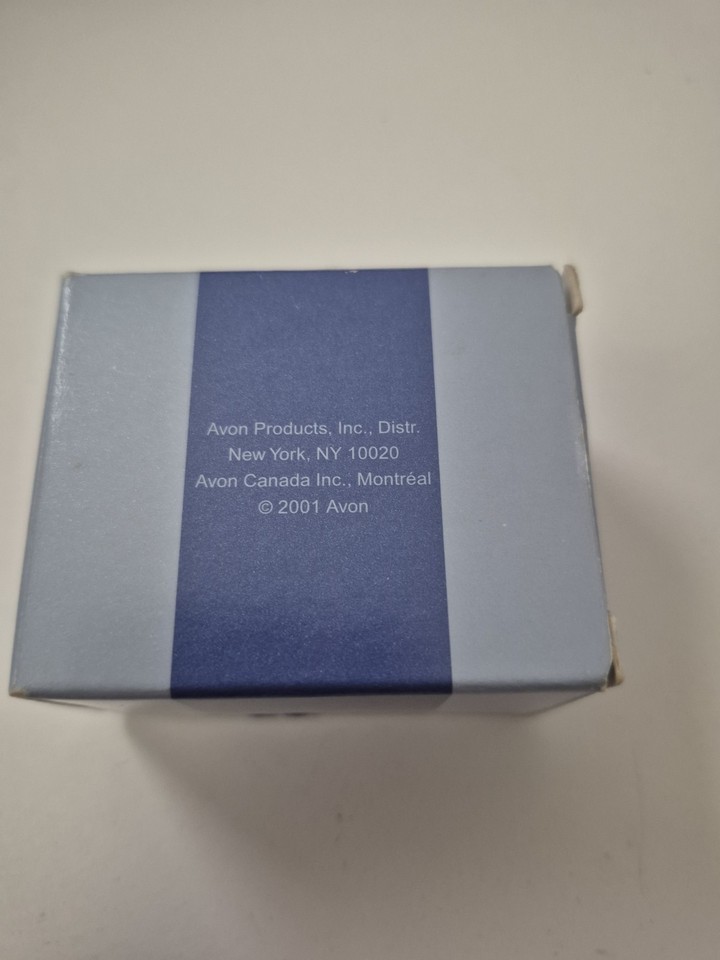 Avon Products, Inc., Distr.
New York, NY 10020
Avon Canada Inc., Montréal
© 2001 Avon